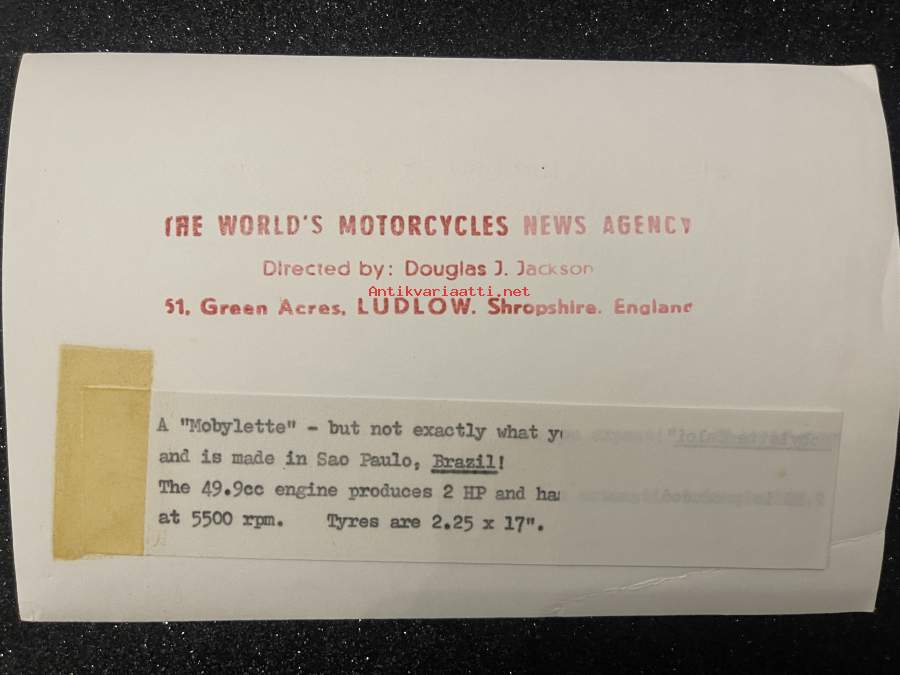 THE WORLD'S MOTORCYCLES NEWS AGENCY
Directed by: Douglas J. Jackson
Antikvariaatti.net
51, Green Acres, LUDLOW. Shropshire. England
A "Mobylette" - but not exactly what
and is made in Sao Paulo, Brazil!
The 49.9cc engine produces 2 HP and
at 5500 rpm. Tyres are 2.25 x 17".